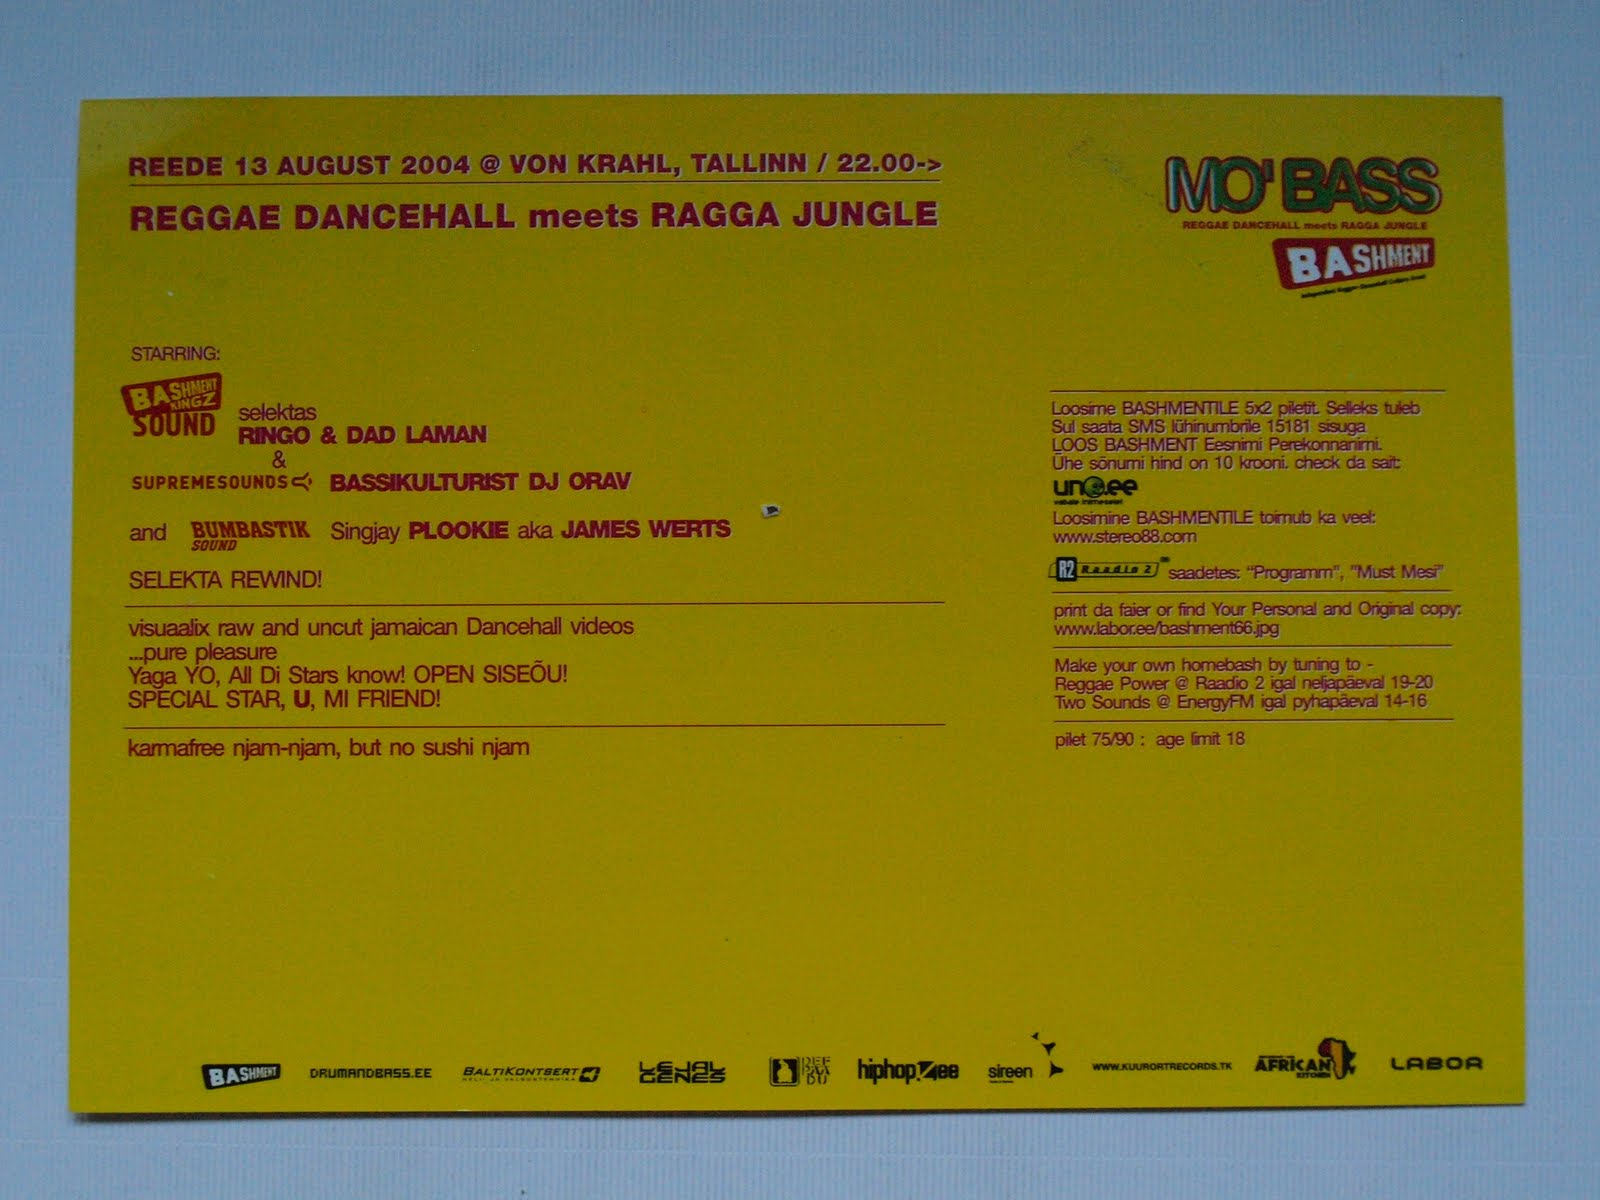 REEDE 13 AUGUST 2004 @ VON KRAHL, TALLINN / 22.00->
REGGAE DANCEHALL meets RAGGA JUNGLE
MO' BASS
REGGAE DANCEHALL meets RAGGA JUNGLE
BASHMENT
STARRING:
BASHMENT
KINGZ
SOUND
selektas
RINGO & DAD LAMAN
&
SUPREMESOUNDS BASSIKULTURIST DJ ORAV
and BUMBASTIK SOUND Singjay PLOOKIE aka JAMES WERTS
SELEKTA REWIND!
visuaalix raw and uncut jamaican Dancehall videos
...pure pleasure
Yaga YO, All Di Stars know! OPEN SISEÕU!
SPECIAL STAR, U, MI FRIEND!
karmafree njam-njam, but no sushi njam
Loosime BASHMENTILE 5x2 piletit. Selleks tuleb
Sul saata SMS lühinumbrile 15181 sisuga
LOOS BASHMENT Eesnimi Perekonnanimi.
Ühe sõnumi hind on 10 krooni. check da sait:
uno.ee
Loosimine BASHMENTILE toimub ka veel:
www.stereo88.com
R2 Raadio 2 saadetes: "Programm", "Must Mesi"
print da faier or find Your Personal and Original copy:
www.labor.ee/bashment66.jpg
Make your own homebash by tuning to -
Reggae Power @ Raadio 2 igal neljapäeval 19-20
Two Sounds @ EnergyFM igal pyhapäeval 14-16
pilet 75/90 : age limit 18
BASHMENT
DRUMANDBASS.EE
BALTIKONTSERT
DEF RAADU
hiphop.ee
sireen
WWW.KUURORTRECORDS.TK
AFRICAN
KITCHEN
LABOR